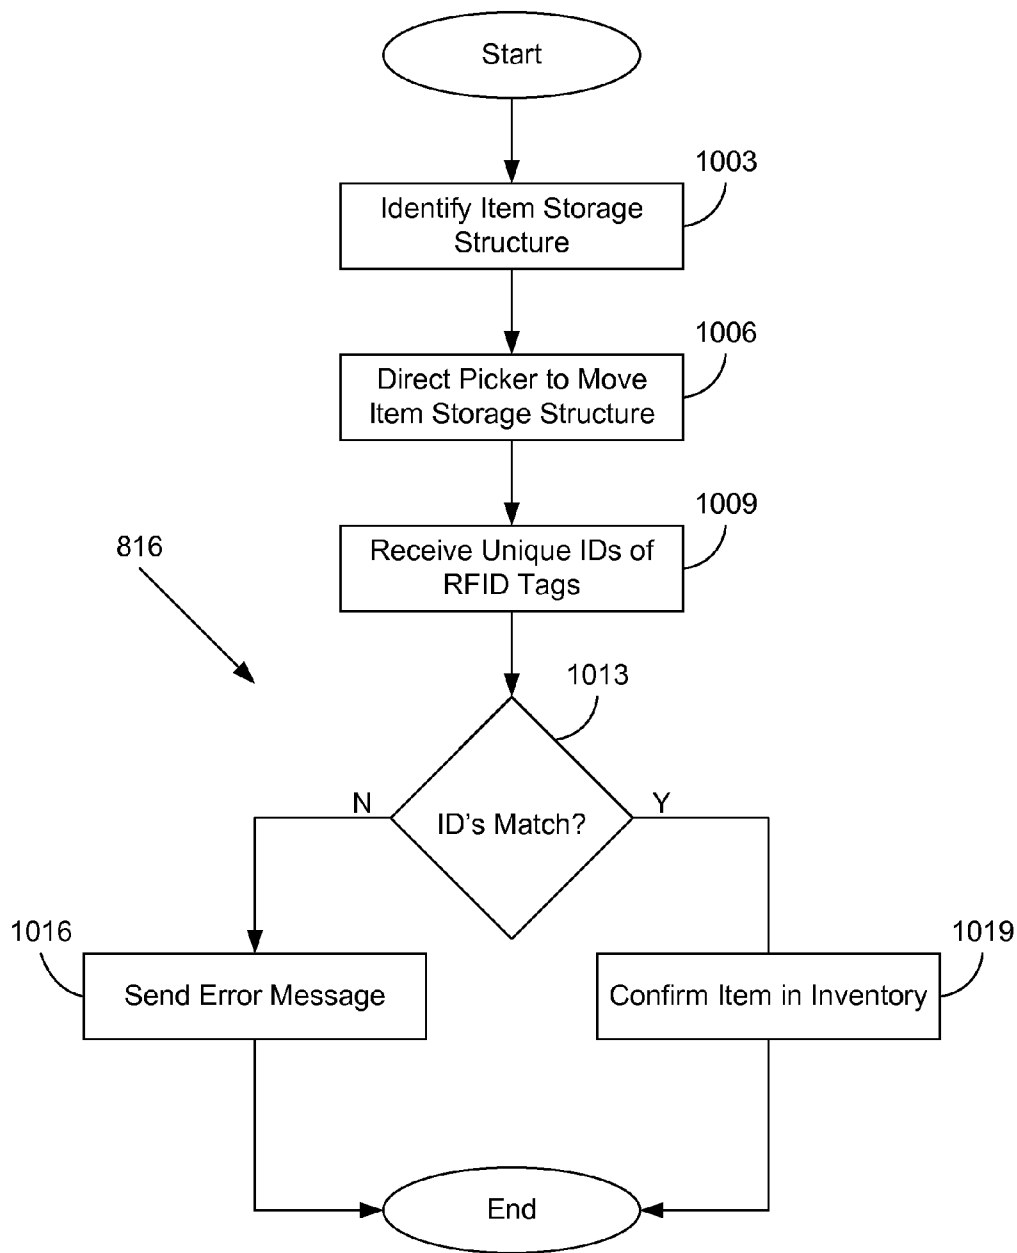 Start
1003
Identify Item Storage
Structure
1006
Direct Picker to Move
Item Storage Structure
1009
Receive Unique IDs of
RFID Tags
816
1013
N
ID's Match?
Y
1016
Send Error Message
1019
Confirm Item in Inventory
End